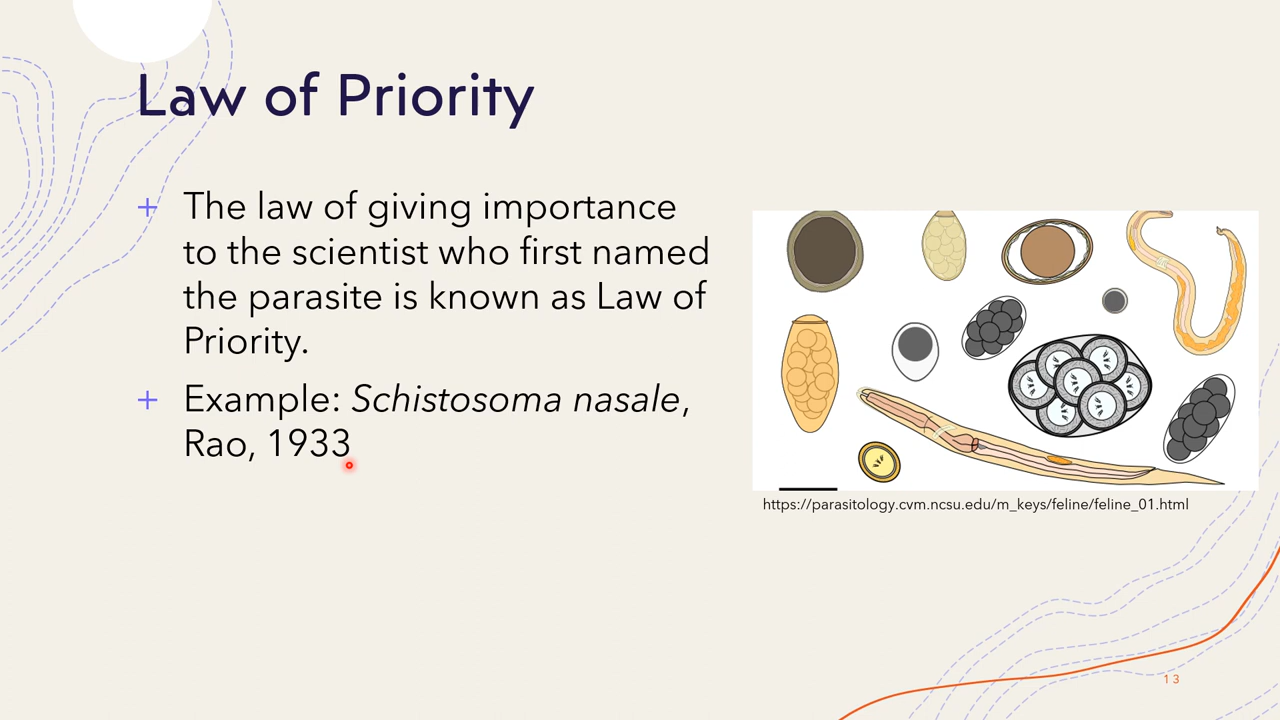 Law of Priority
+ The law of giving importance
to the scientist who first named
the parasite is known as Law of
Priority.
+ Example: Schistosoma nasale,
Rao, 1933
https://parasitology.cvm.ncsu.edu/m_keys/feline/feline_01.html
13